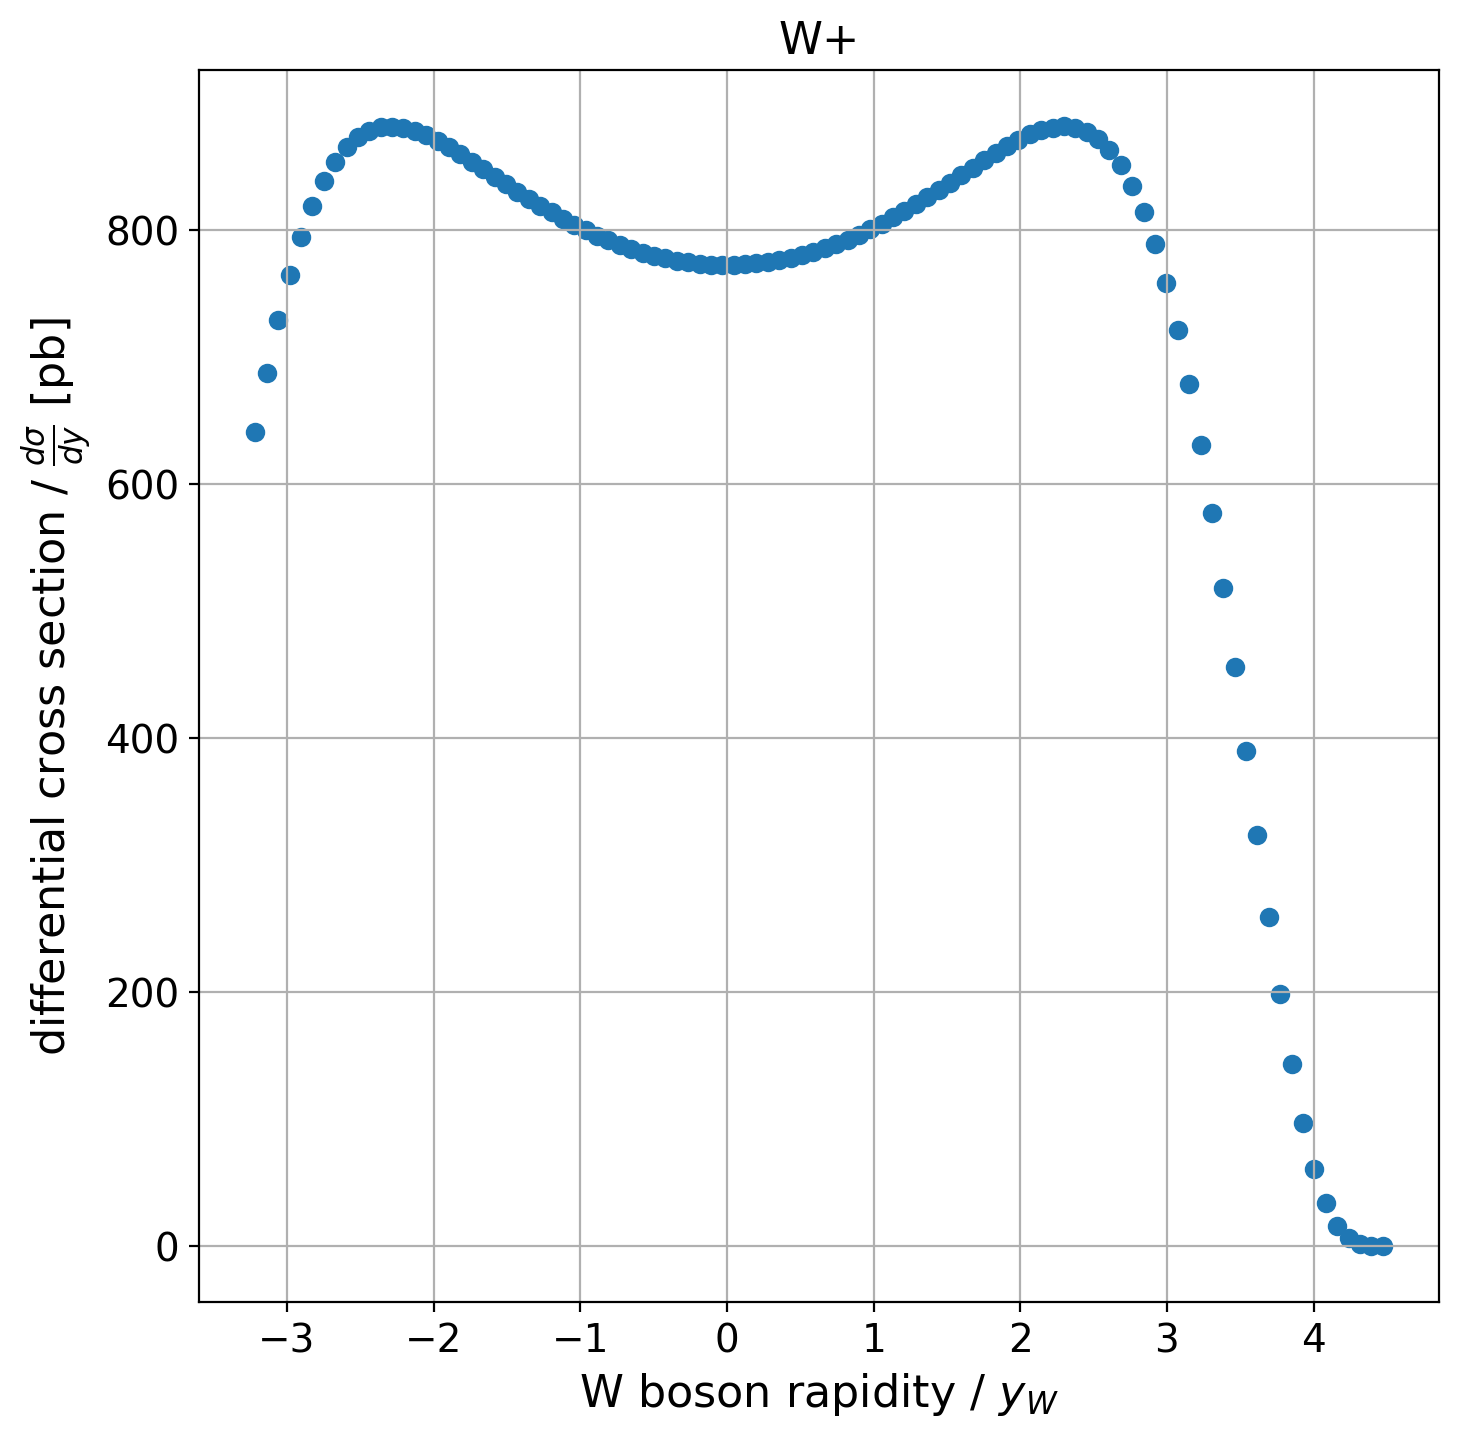 W+
differential cross section / dσ/dy [pb]
800
600
400
200
0
−3 −2 −1 0 1 2 3 4
W boson rapidity / y_W